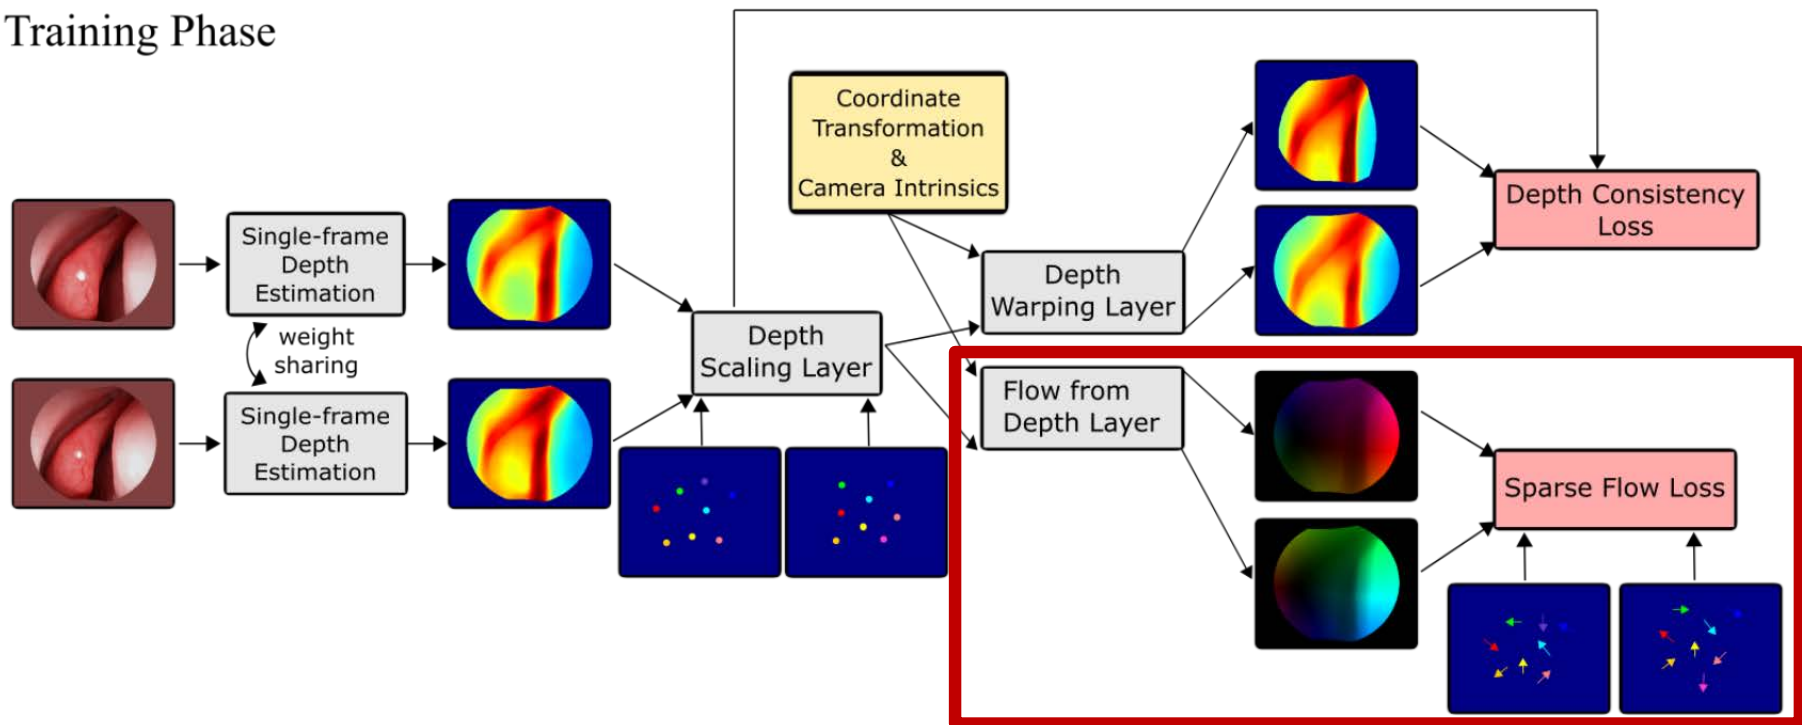 Training Phase
Coordinate
Transformation
&
Camera Intrinsics
Depth Consistency
Loss
Single-frame
Depth
Estimation
weight
sharing
Single-frame
Depth
Estimation
Depth
Scaling Layer
Depth
Warping Layer
Flow from
Depth Layer
Sparse Flow Loss